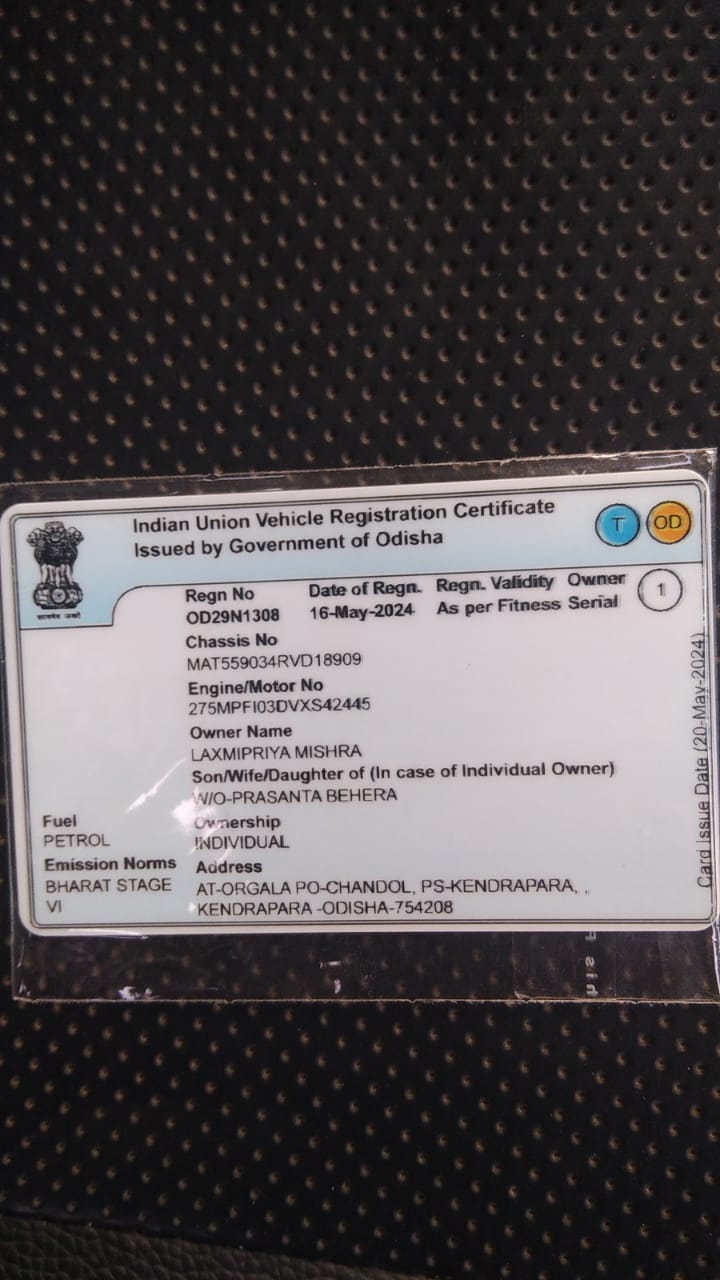 Indian Union Vehicle Registration Certificate
Issued by Government of Odisha
T OD
Regn No Date of Regn. Regn. Validity Owner
OD29N1308 16-May-2024 As per Fitness Serial 1
Chassis No
MAT559034RVD18909
Engine/Motor No
275MPFI03DVXS42445
Owner Name
LAXMIPRIYA MISHRA
Son/Wife/Daughter of (In case of Individual Owner)
W/O-PRASANTA BEHERA
Fuel Ownership
PETROL INDIVIDUAL
Emission Norms Address
BHARAT STAGE AT-ORGALA PO-CHANDOL, PS-KENDRAPARA, ,
VI KENDRAPARA -ODISHA-754208
Card Issue Date (20-May-2024)
सत्यमेव जयते